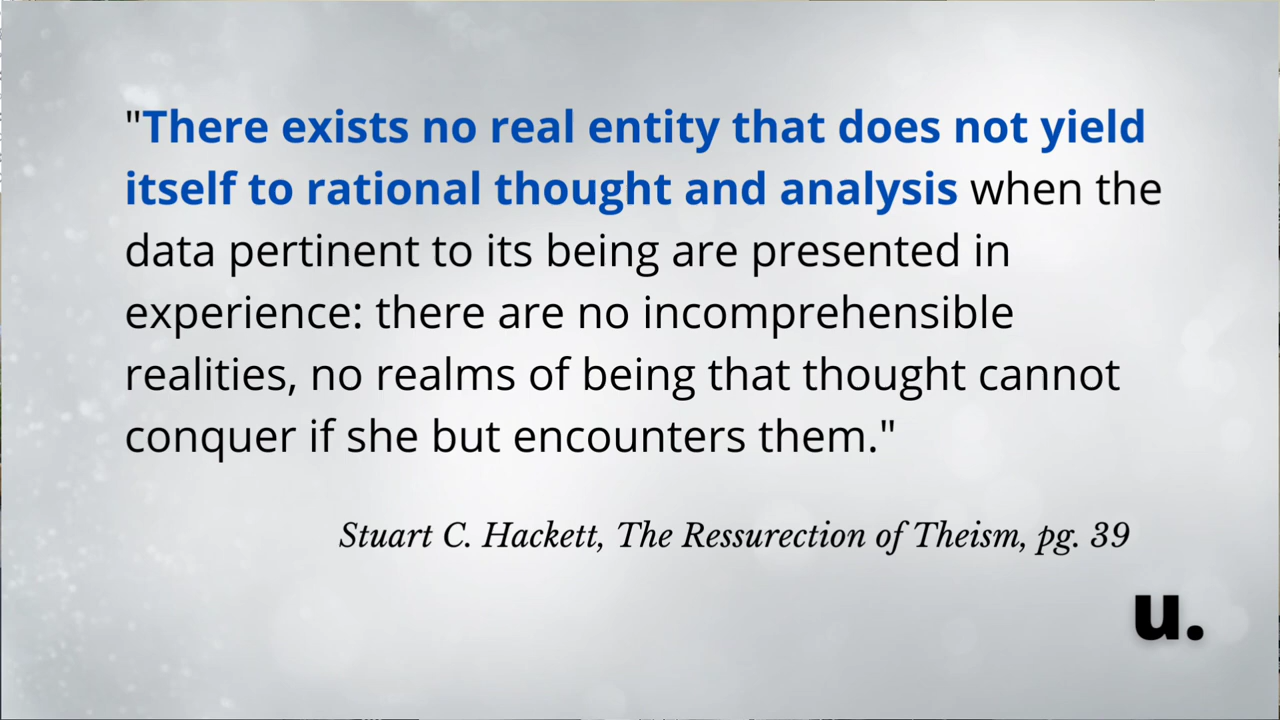 "There exists no real entity that does not yield
itself to rational thought and analysis when the
data pertinent to its being are presented in
experience: there are no incomprehensible
realities, no realms of being that thought cannot
conquer if she but encounters them."
Stuart C. Hackett, The Ressurection of Theism, pg. 39
u.